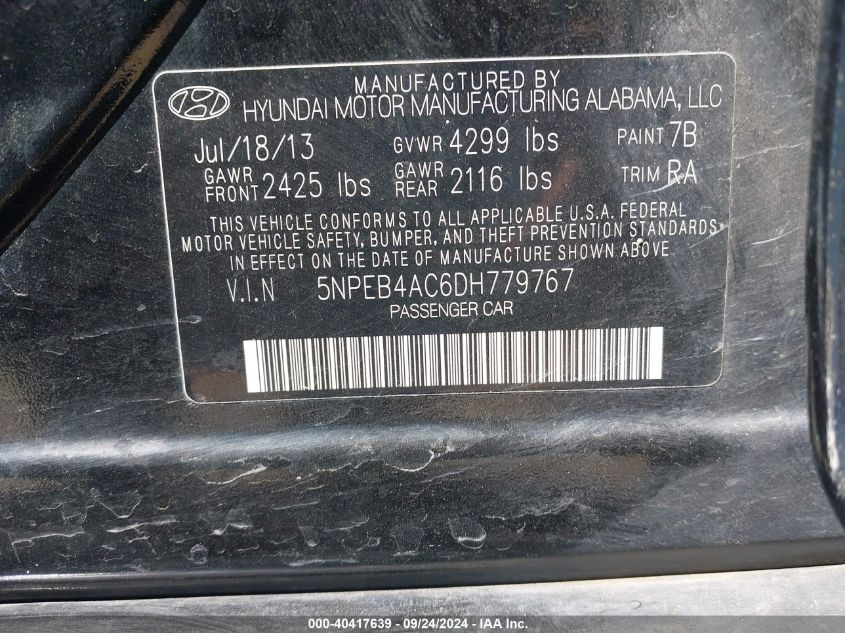 MANUFACTURED BY
HYUNDAI MOTOR MANUFACTURING ALABAMA, LLC
Jul/18/13 GVWR 4299 lbs PAINT 7B
GAWR FRONT 2425 lbs GAWR REAR 2116 lbs TRIM RA
THIS VEHICLE CONFORMS TO ALL APPLICABLE U.S.A. FEDERAL
MOTOR VEHICLE SAFETY, BUMPER, AND THEFT PREVENTION STANDARDS
IN EFFECT ON THE DATE OF MANUFACTURE SHOWN ABOVE
V.I.N 5NPEB4AC6DH779767
PASSENGER CAR
000-40417639 - 09/24/2024 - IAA Inc.